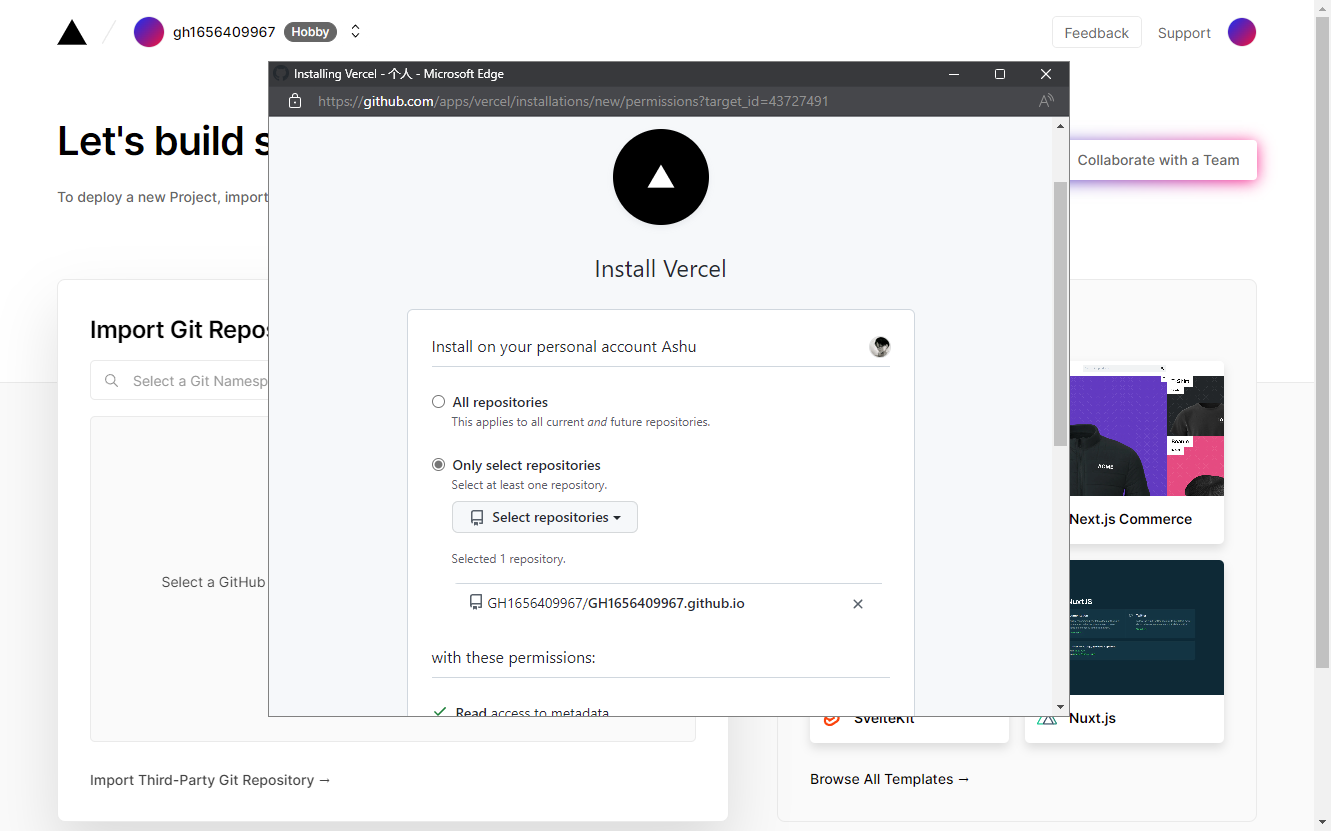 gh1656409967 Hobby
Feedback Support
Installing Vercel - 个人 - Microsoft Edge
https://github.com/apps/vercel/installations/new/permissions?target_id=43727491
Let's build s
Collaborate with a Team
To deploy a new Project, import
Install Vercel
Import Git Repos
Select a Git Namesp
Select a GitHub
Import Third-Party Git Repository →
Install on your personal account Ashu
All repositories
This applies to all current and future repositories.
Only select repositories
Select at least one repository.
Select repositories
Selected 1 repository.
GH1656409967/GH1656409967.github.io
with these permissions:
Read access to metadata
ACME
Next.js Commerce
NuxtJS
SvelteKit
Nuxt.js
Browse All Templates →